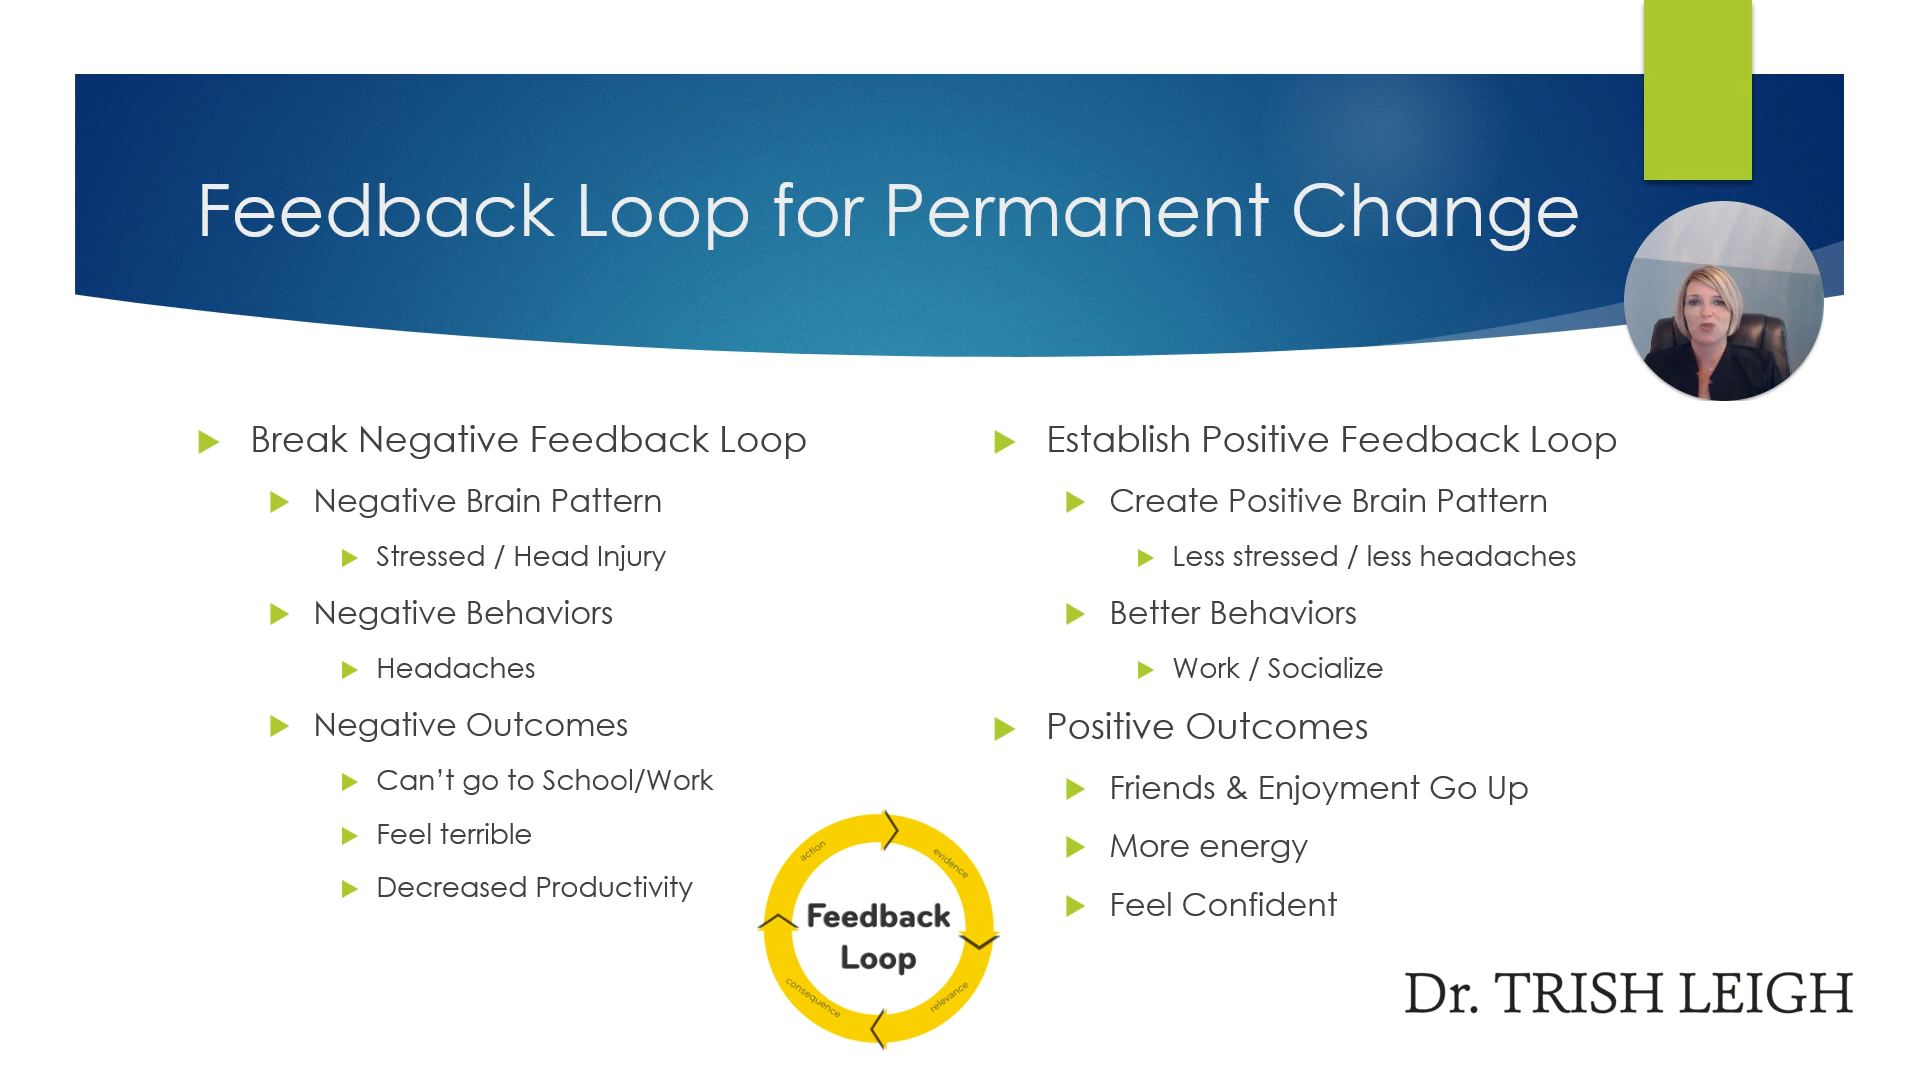 Feedback Loop for Permanent Change
Break Negative Feedback Loop
Negative Brain Pattern
Stressed / Head Injury
Negative Behaviors
Headaches
Negative Outcomes
Can’t go to School/Work
Feel terrible
Decreased Productivity
Establish Positive Feedback Loop
Create Positive Brain Pattern
Less stressed / less headaches
Better Behaviors
Work / Socialize
Positive Outcomes
Friends & Enjoyment Go Up
More energy
Feel Confident
action
evidence
Feedback
Loop
consequence
relevance
Dr. TRISH LEIGH